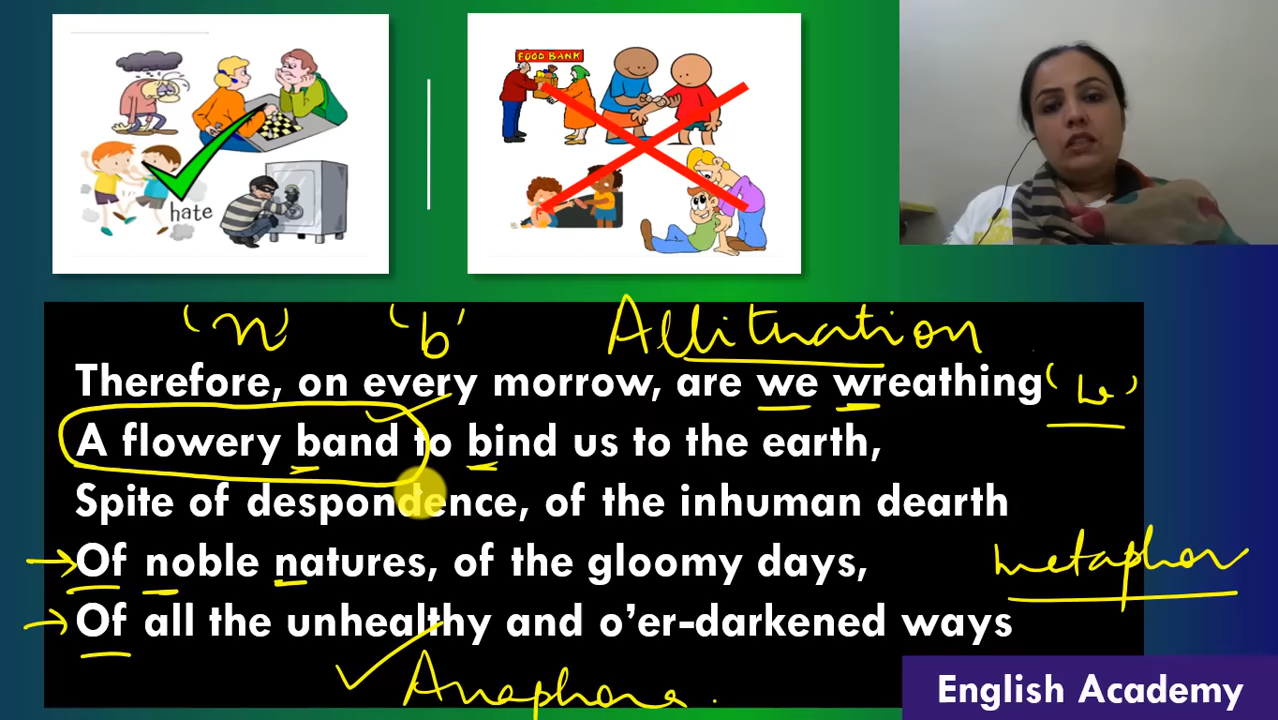 FOOD BANK
hate
'n' 'b' Alliteration
Therefore, on every morrow, are we wreathing 'w'
A flowery band to bind us to the earth,
Spite of despondence, of the inhuman dearth
Of noble natures, of the gloomy days,
metaphor
Of all the unhealthy and o'er-darkened ways
Anaphora.
English Academy